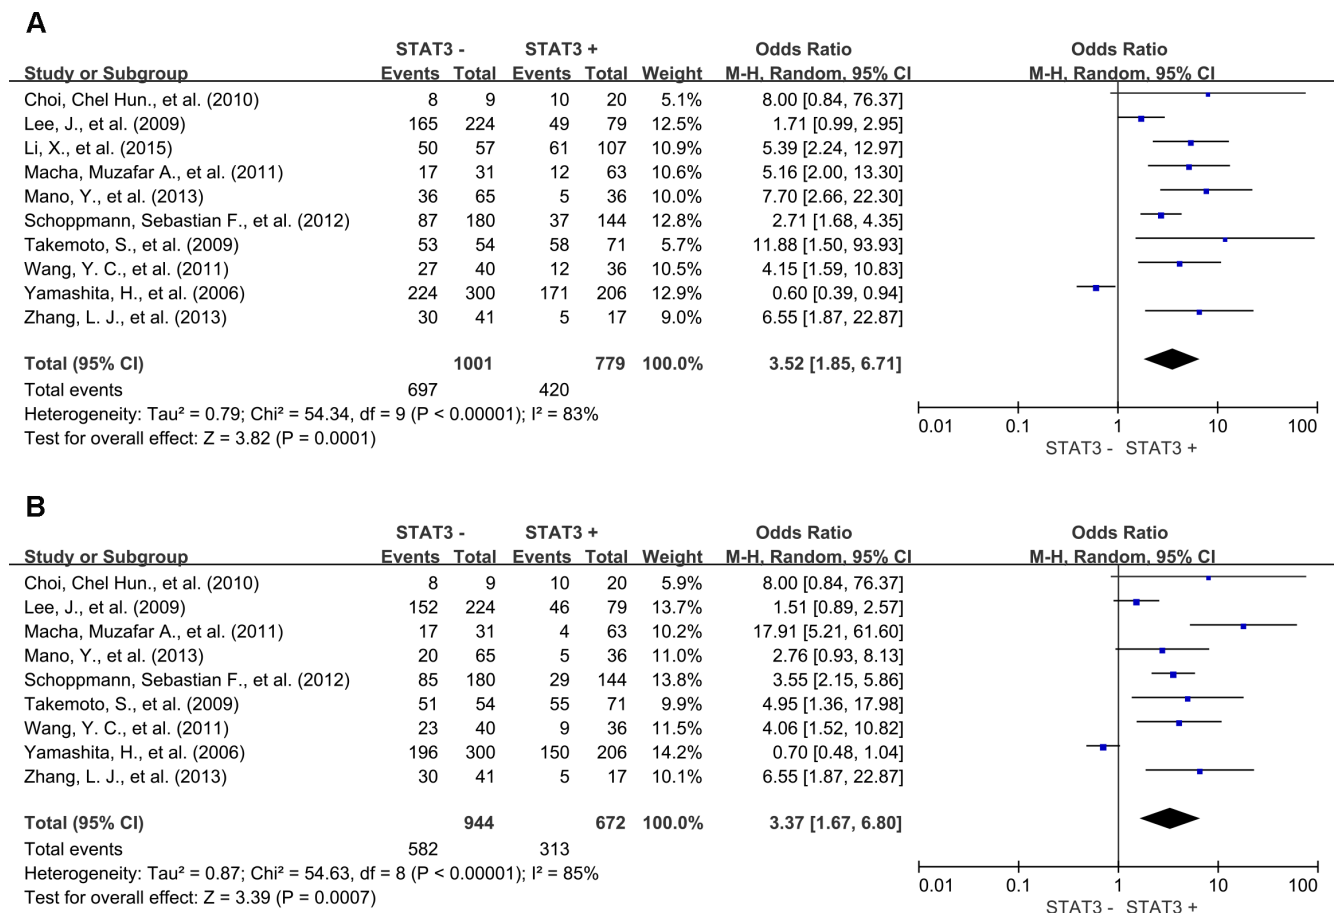 A
STAT3 - STAT3 + Odds Ratio Odds Ratio
Study or Subgroup Events Total Events Total Weight M-H, Random, 95% CI M-H, Random, 95% CI
Choi, Chel Hun., et al. (2010) 8 9 10 20 5.1% 8.00 [0.84, 76.37]
Lee, J., et al. (2009) 165 224 49 79 12.5% 1.71 [0.99, 2.95]
Li, X., et al. (2015) 50 57 61 107 10.9% 5.39 [2.24, 12.97]
Macha, Muzafar A., et al. (2011) 17 31 12 63 10.6% 5.16 [2.00, 13.30]
Mano, Y., et al. (2013) 36 65 5 36 10.0% 7.70 [2.66, 22.30]
Schoppmann, Sebastian F., et al. (2012) 87 180 37 144 12.8% 2.71 [1.68, 4.35]
Takemoto, S., et al. (2009) 53 54 58 71 5.7% 11.88 [1.50, 93.93]
Wang, Y. C., et al. (2011) 27 40 12 36 10.5% 4.15 [1.59, 10.83]
Yamashita, H., et al. (2006) 224 300 171 206 12.9% 0.60 [0.39, 0.94]
Zhang, L. J., et al. (2013) 30 41 5 17 9.0% 6.55 [1.87, 22.87]
Total (95% CI) 1001 779 100.0% 3.52 [1.85, 6.71]
Total events 697 420
Heterogeneity: Tau² = 0.79; Chi² = 54.34, df = 9 (P < 0.00001); I² = 83%
Test for overall effect: Z = 3.82 (P = 0.0001)
0.01 0.1 1 10 100
STAT3 - STAT3 +
B
STAT3 - STAT3 + Odds Ratio Odds Ratio
Study or Subgroup Events Total Events Total Weight M-H, Random, 95% CI M-H, Random, 95% CI
Choi, Chel Hun., et al. (2010) 8 9 10 20 5.9% 8.00 [0.84, 76.37]
Lee, J., et al. (2009) 152 224 46 79 13.7% 1.51 [0.89, 2.57]
Macha, Muzafar A., et al. (2011) 17 31 4 63 10.2% 17.91 [5.21, 61.60]
Mano, Y., et al. (2013) 20 65 5 36 11.0% 2.76 [0.93, 8.13]
Schoppmann, Sebastian F., et al. (2012) 85 180 29 144 13.8% 3.55 [2.15, 5.86]
Takemoto, S., et al. (2009) 51 54 55 71 9.9% 4.95 [1.36, 17.98]
Wang, Y. C., et al. (2011) 23 40 9 36 11.5% 4.06 [1.52, 10.82]
Yamashita, H., et al. (2006) 196 300 150 206 14.2% 0.70 [0.48, 1.04]
Zhang, L. J., et al. (2013) 30 41 5 17 10.1% 6.55 [1.87, 22.87]
Total (95% CI) 944 672 100.0% 3.37 [1.67, 6.80]
Total events 582 313
Heterogeneity: Tau² = 0.87; Chi² = 54.63, df = 8 (P < 0.00001); I² = 85%
Test for overall effect: Z = 3.39 (P = 0.0007)
0.01 0.1 1 10 100
STAT3 - STAT3 +